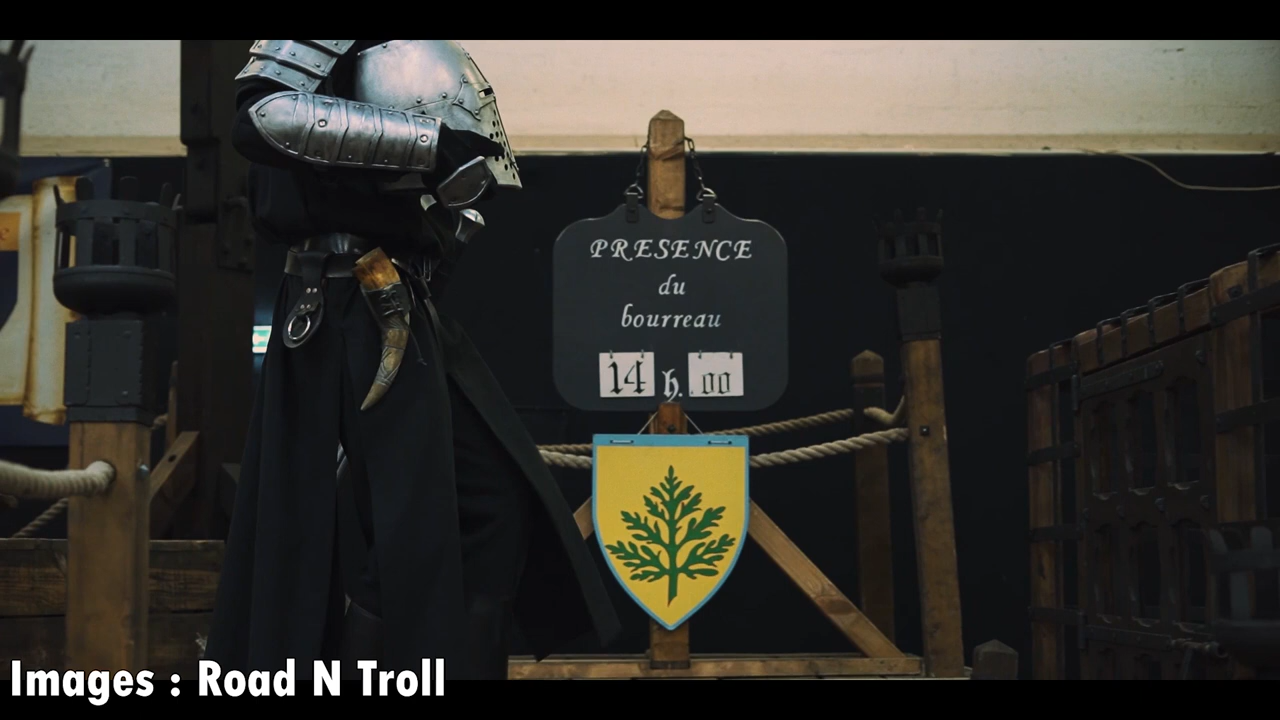 PRESENCE
du
bourreau
14 h. 00
Images : Road N Troll